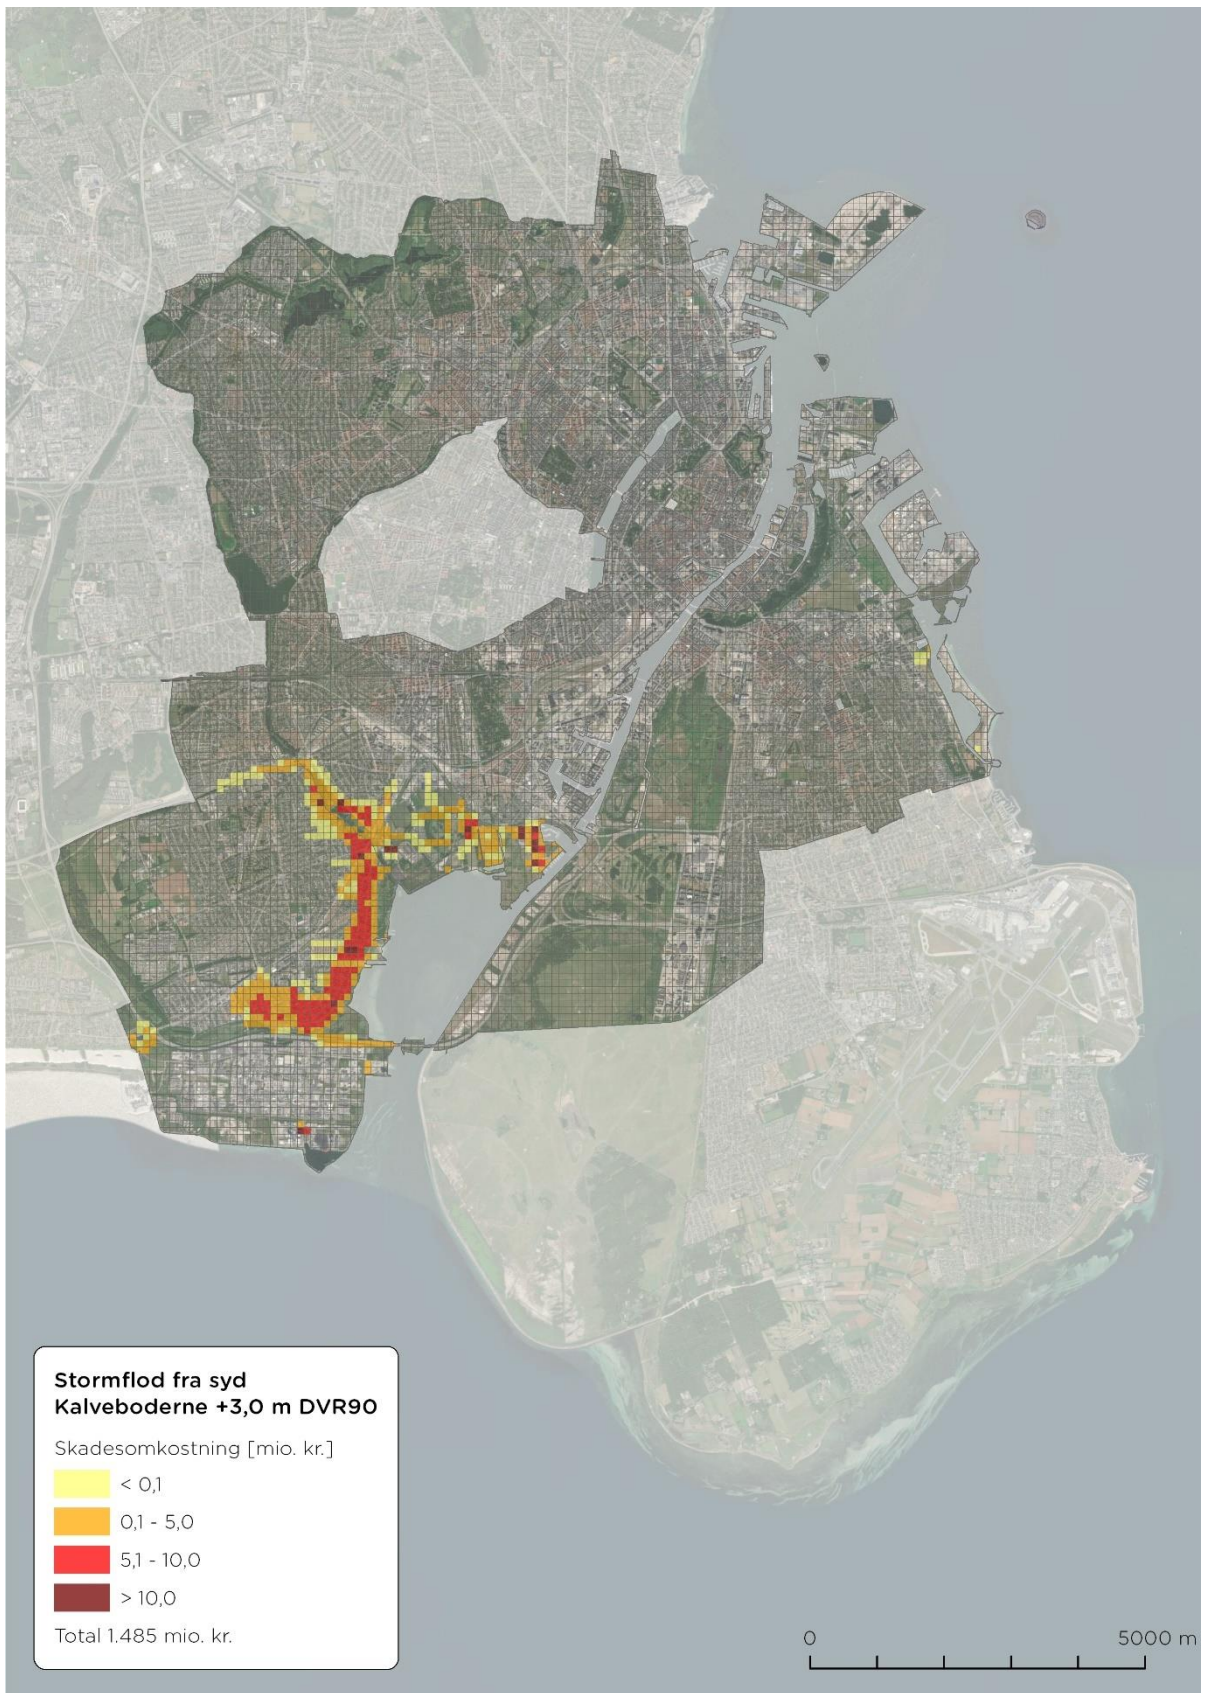 Stormflod fra syd
Kalveboderne +3,0 m DVR90
Skadesomkostning [mio. kr.]
< 0,1
0,1 - 5,0
5,1 - 10,0
> 10,0
Total 1.485 mio. kr.
0 5000 m